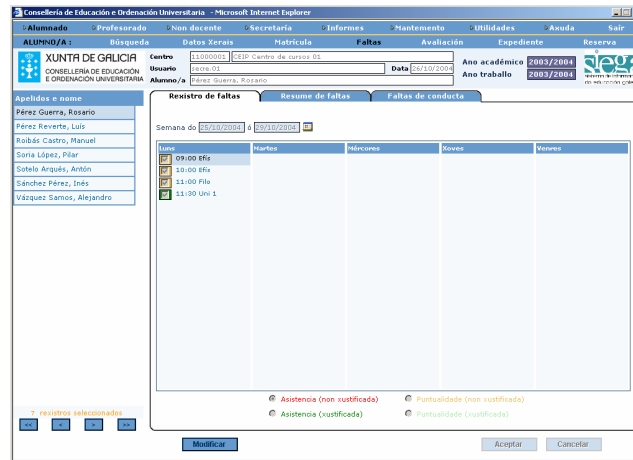 Consellería de Educación e Ordenación Universitaria - Microsoft Internet Explorer
Alumnado Profesorado Non docente Secretaría Informes Mantemento Utilidades Axuda Saír
ALUMNO/A : Búsqueda Datos Xerais Matrícula Faltas Avaliación Expediente Reserva
XUNTA DE GALICIA
CONSELLERÍA DE EDUCACIÓN
E ORDENACIÓN UNIVERSITARIA
Centro 11000001 CEIP Centro de cursos 01
Usuario secre.01 Data 26/10/2004
Alumno/a Pérez Guerra, Rosario
Ano académico 2003/2004
Ano traballo 2003/2004
Apelidos e nome
Pérez Guerra, Rosario
Pérez Reverte, Luís
Roibás Castro, Manuel
Soria López, Pilar
Sotelo Arqués, Antón
Sánchez Pérez, Inés
Vázquez Samos, Alejandro
Rexistro de faltas Resume de faltas Faltas de conducta
Semana do 25/10/2004 ó 29/10/2004
Luns Martes Mércores Xoves Venres
09:00 Efís
10:00 Efís
11:00 Filo
11:30 Uni 1
Asistencia (non xustificada) Puntualidade (non xustificada)
Asistencia (xustificada) Puntualidade (xustificada)
7 rexistros seleccionados
<< < > >>
Modificar Aceptar Cancelar